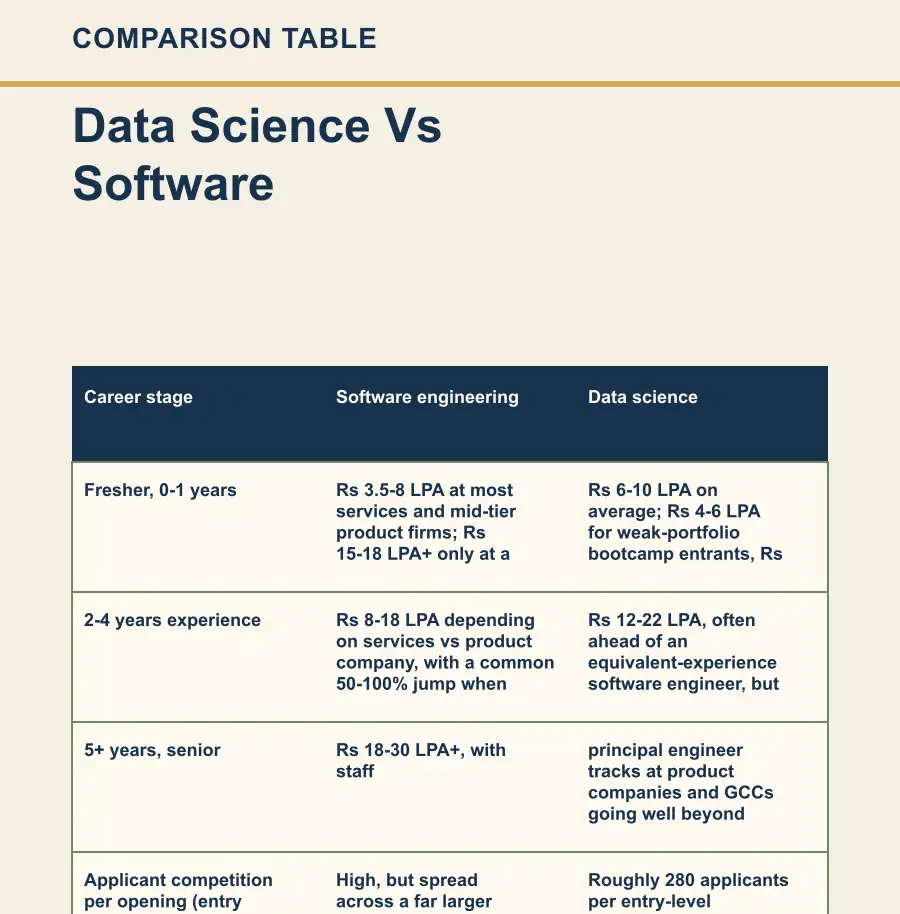 COMPARISON TABLE
Data Science Vs
Software
Career stage
Software engineering
Data science
Fresher, 0-1 years
Rs 3.5-8 LPA at most
services and mid-tier
product firms; Rs
15-18 LPA+ only at a
Rs 6-10 LPA on
average; Rs 4-6 LPA
for weak-portfolio
bootcamp entrants, Rs
2-4 years experience
Rs 8-18 LPA depending
on services vs product
company, with a common
50-100% jump when
Rs 12-22 LPA, often
ahead of an
equivalent-experience
software engineer, but
5+ years, senior
Rs 18-30 LPA+, with
staff
principal engineer
tracks at product
companies and GCCs
going well beyond
Applicant competition
per opening (entry
High, but spread
across a far larger
Roughly 280 applicants
per entry-level